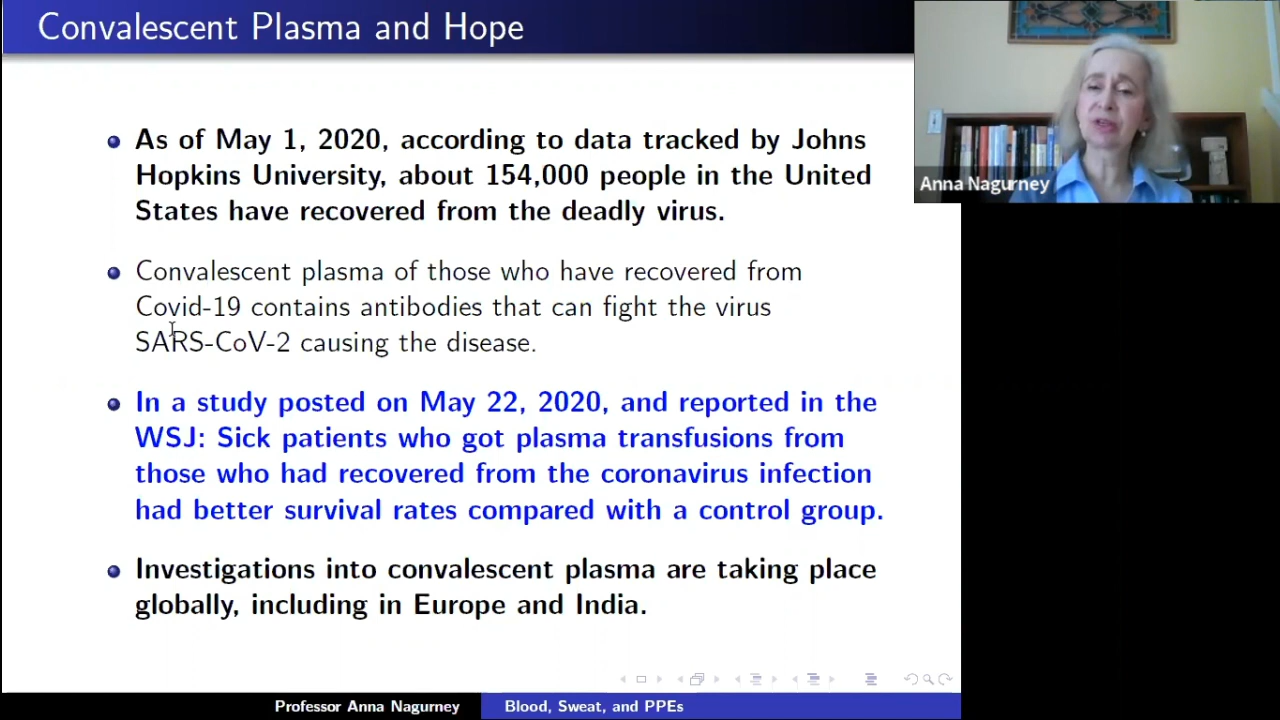 Convalescent Plasma and Hope
As of May 1, 2020, according to data tracked by Johns
Hopkins University, about 154,000 people in the United
States have recovered from the deadly virus.
Convalescent plasma of those who have recovered from
Covid-19 contains antibodies that can fight the virus
SARS-CoV-2 causing the disease.
In a study posted on May 22, 2020, and reported in the
WSJ: Sick patients who got plasma transfusions from
those who had recovered from the coronavirus infection
had better survival rates compared with a control group.
Investigations into convalescent plasma are taking place
globally, including in Europe and India.
Anna Nagurney
Professor Anna Nagurney
Blood, Sweat, and PPEs